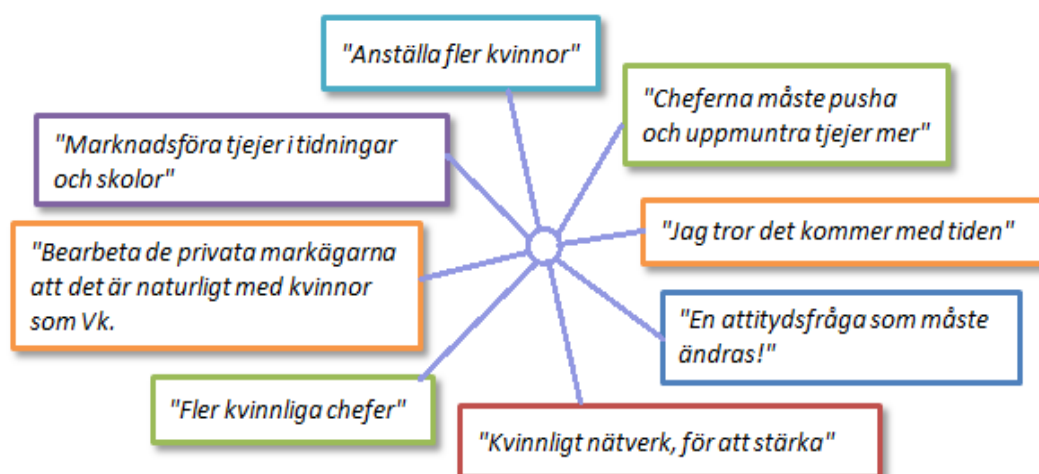 "Anställa fler kvinnor"
"Cheferna måste pusha
och uppmuntra tjejer mer"
"Marknadsföra tjejer i tidningar
och skolor"
"Jag tror det kommer med tiden"
"Bearbeta de privata markägarna
att det är naturligt med kvinnor
som Vk.
"En attitydsfråga som måste
ändras!"
"Fler kvinnliga chefer"
"Kvinnligt nätverk, för att stärka"